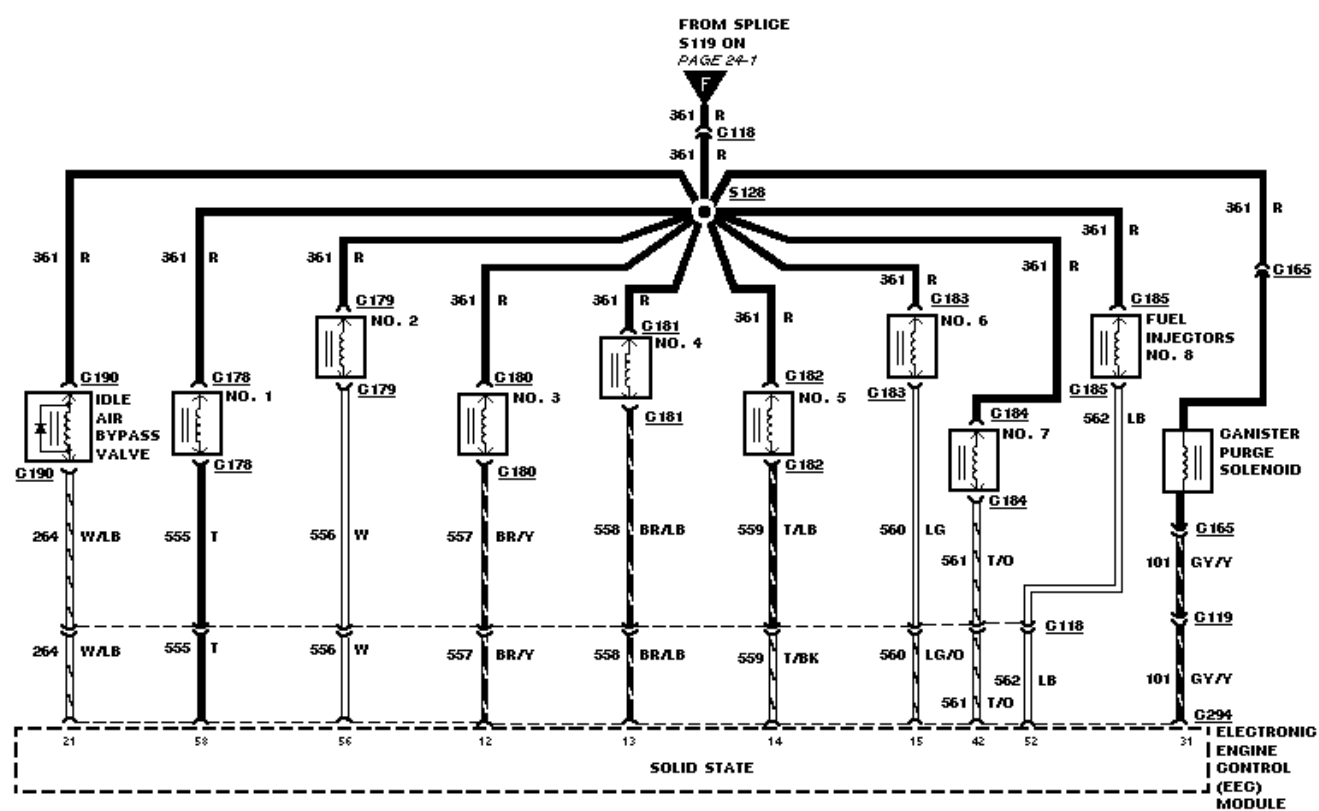 FROM SPLICE
S119 ON
PAGE 24-1
F
361 R
C118
361 R
S128
361 R
361 R
361 R
361 R
361 R
361 R
361 R
361 R
361 R
361 R
C165
C179
NO. 2
C179
C181
NO. 4
C181
C183
NO. 6
C183
C185
FUEL
INJECTORS
NO. 8
C185
562 LB
C190
IDLE
AIR
BYPASS
VALVE
C190
C178
NO. 1
C178
C180
NO. 3
C180
C182
NO. 5
C182
C184
NO. 7
C184
CANISTER
PURGE
SOLENOID
C165
264 W/LB
555 T
556 W
557 BR/Y
558 BR/LB
559 T/LB
560 LG
561 T/O
101 GY/Y
C118
C119
264 W/LB
555 T
556 W
557 BR/Y
558 BR/LB
559 T/BK
560 LG/O
561 T/O
562 LB
101 GY/Y
C294
21 58 56 12 13 14 15 42 52 31
SOLID STATE
ELECTRONIC
ENGINE
CONTROL
(EEC)
MODULE